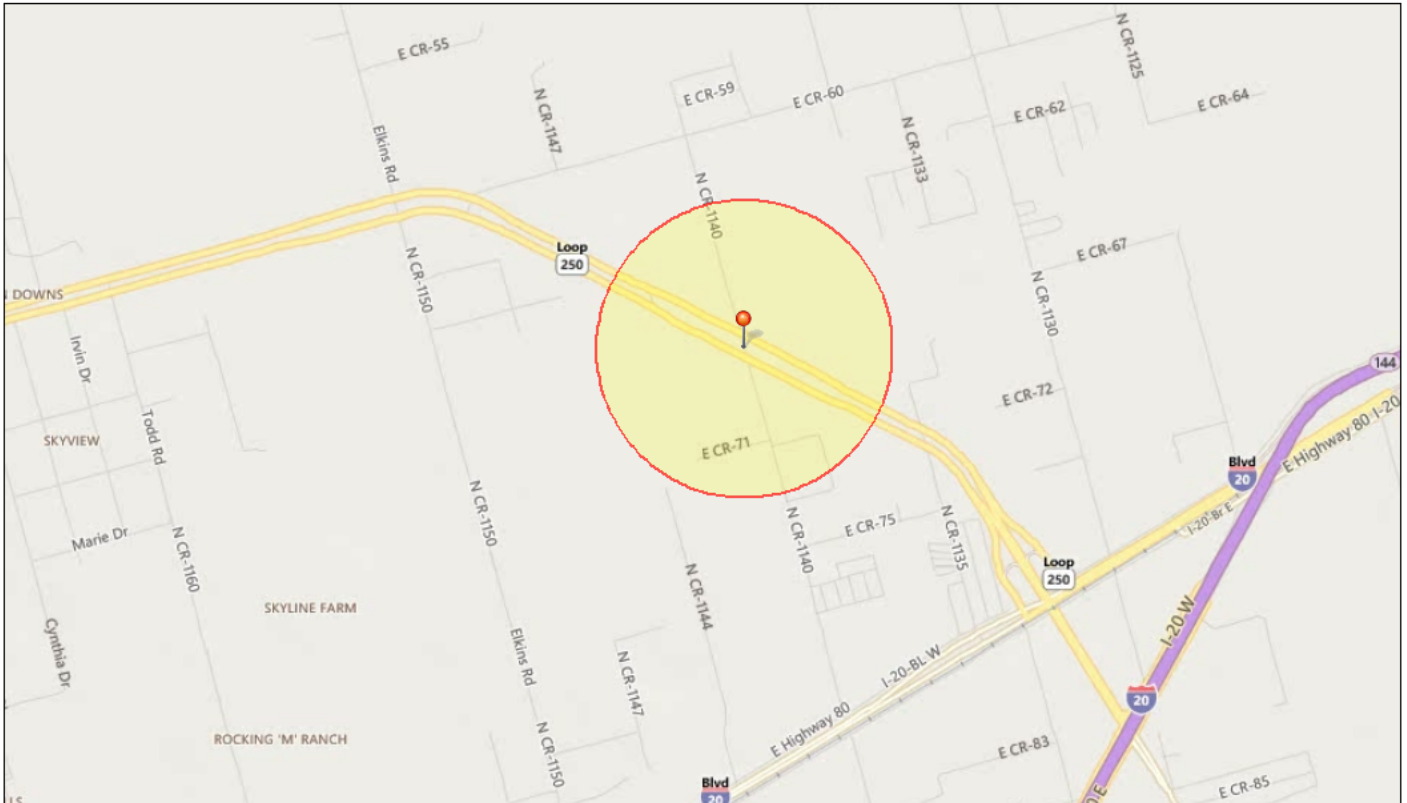 E CR-55
N CR-1125
E CR-59
E CR-60
E CR-64
N CR-1147
E CR-62
Elkins Rd
N CR-1133
N CR-1140
Loop
250
E CR-67
N CR-1150
DOWNS
N CR-1130
Irvin Dr
144
E CR-72
E Highway 80
I-20
Todd Rd
SKYVIEW
E CR-71
Blvd
20
N CR-1150
I-20-Br E
E CR-75
N CR-1140
N CR-1135
Marie Dr
N CR-1160
Loop
250
N CR-1144
SKYLINE FARM
I-20 W
Cynthia Dr
Elkins Rd
I-20-BL W
N CR-1147
20
E Highway 80
ROCKING 'M' RANCH
N CR-1150
E CR-83
Blvd
20
E CR-85
LS